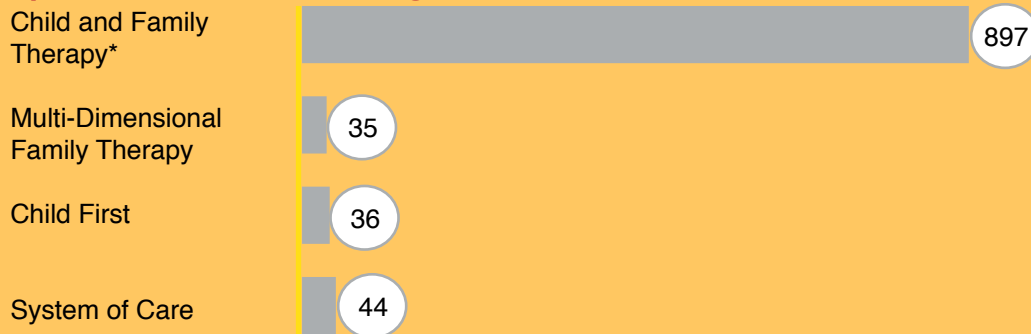 Child and Family
Therapy*
897
Multi-Dimensional
Family Therapy
35
Child First
36
System of Care
44